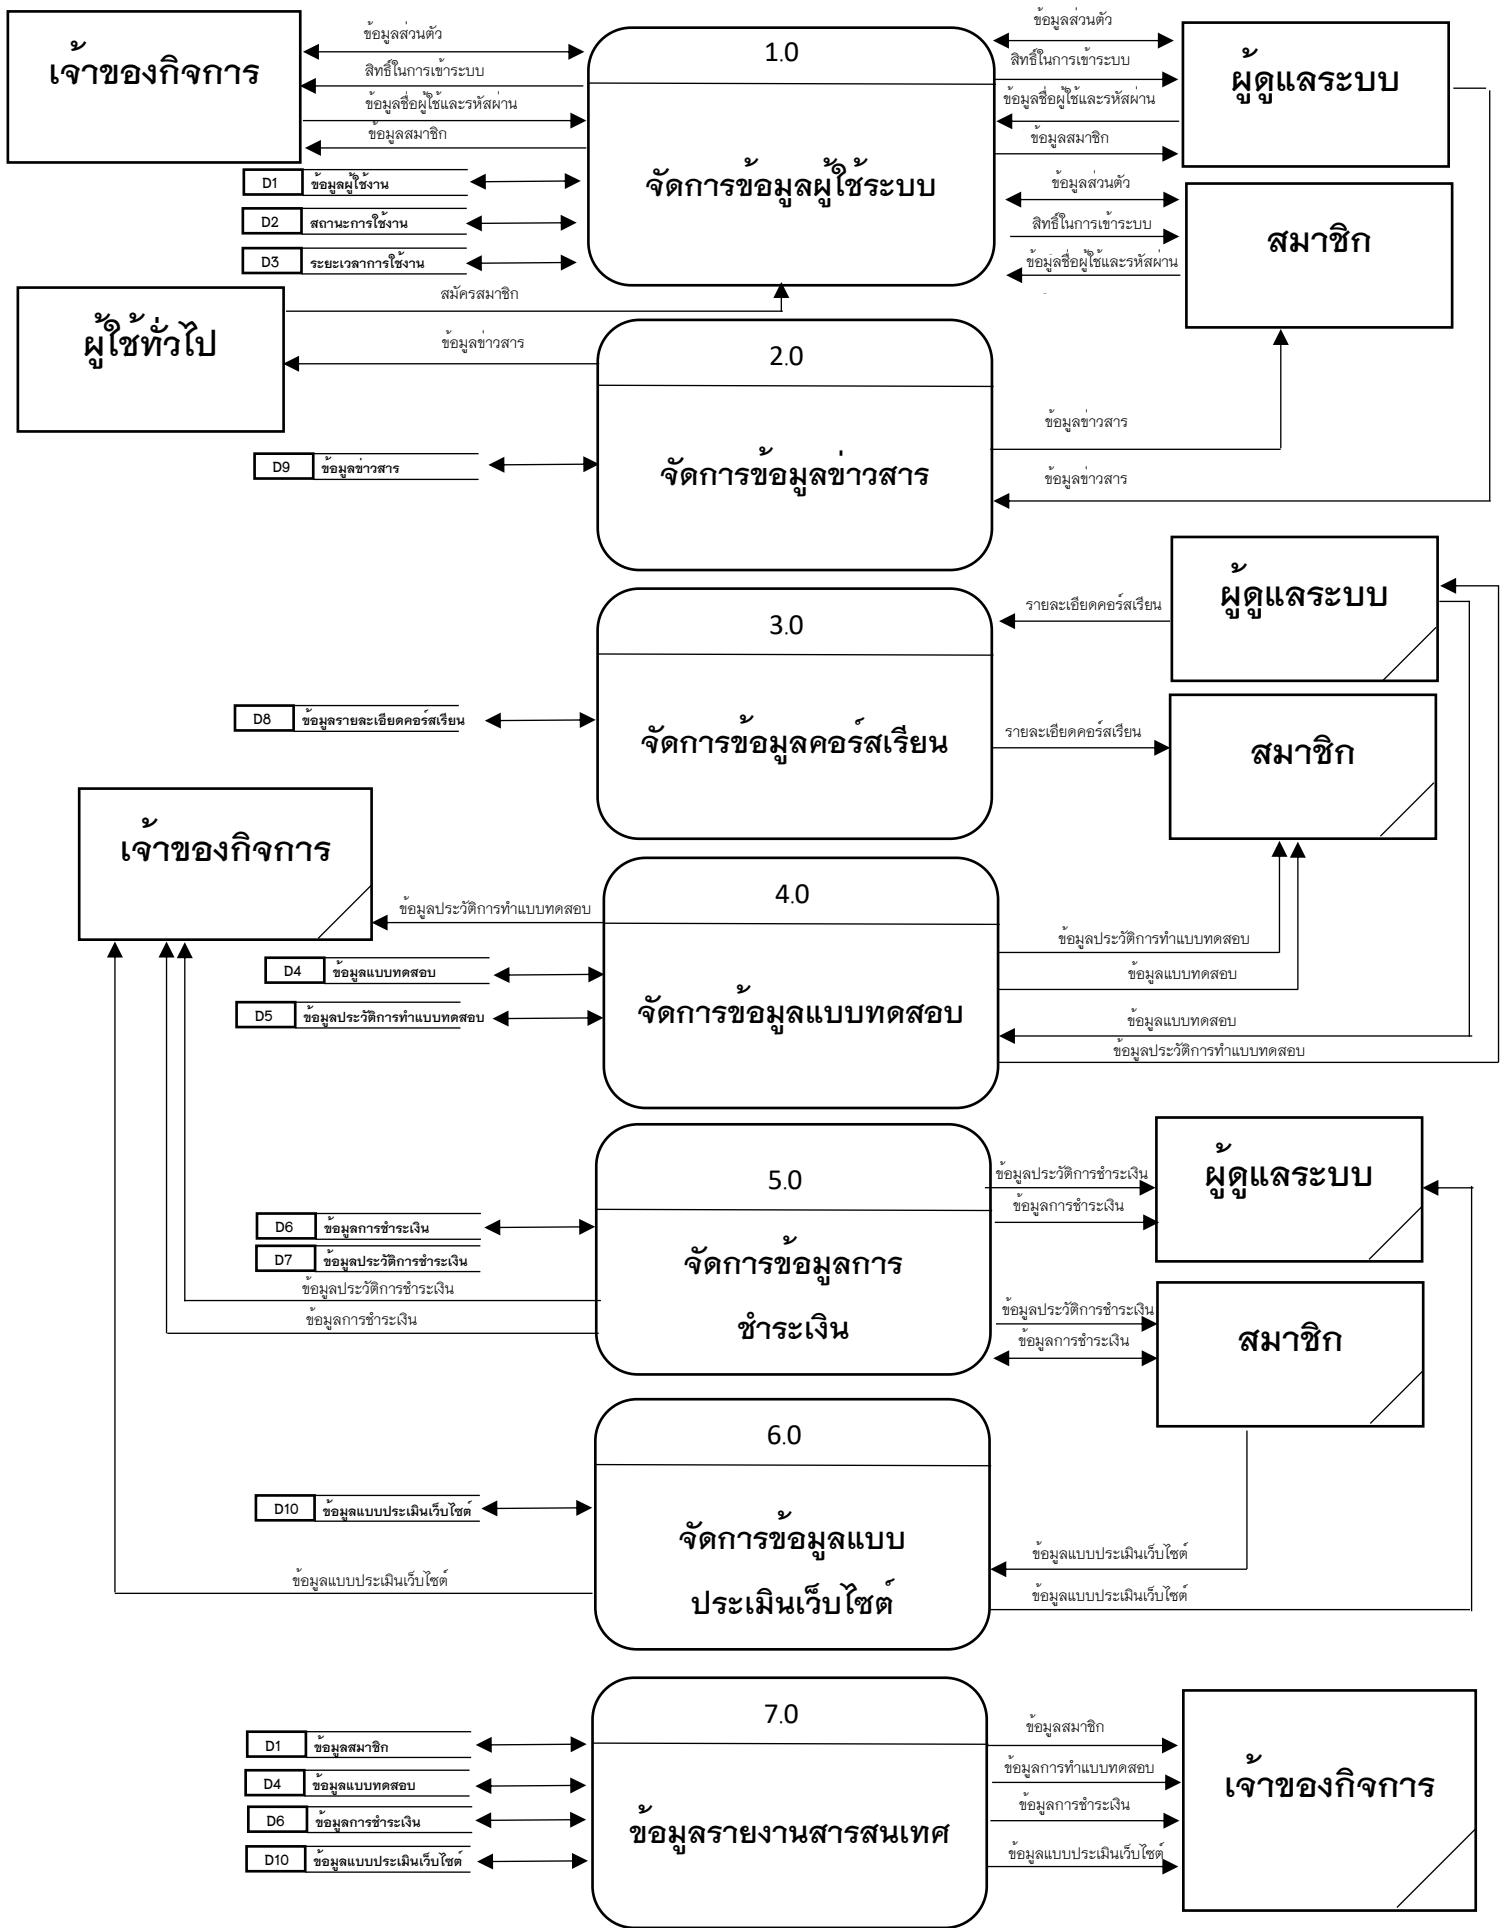 เจ้าของกิจการ
ข้อมูลส่วนตัว
สิทธิ์ในการเข้าระบบ
ข้อมูลชื่อผู้ใช้และรหัสผ่าน
ข้อมูลสมาชิก
1.0
จัดการข้อมูลผู้ใช้ระบบ
ข้อมูลส่วนตัว
สิทธิ์ในการเข้าระบบ
ข้อมูลชื่อผู้ใช้และรหัสผ่าน
ข้อมูลสมาชิก
ผู้ดูแลระบบ
D1 ข้อมูลผู้ใช้งาน
D2 สถานะการใช้งาน
D3 ระยะเวลาการใช้งาน
ข้อมูลส่วนตัว
สิทธิ์ในการเข้าระบบ
ข้อมูลชื่อผู้ใช้และรหัสผ่าน
สมาชิก
ผู้ใช้ทั่วไป
สมัครสมาชิก
ข้อมูลข่าวสาร
2.0
จัดการข้อมูลข่าวสาร
ข้อมูลข่าวสาร
ข้อมูลข่าวสาร
D9 ข้อมูลข่าวสาร
3.0
จัดการข้อมูลคอร์สเรียน
รายละเอียดคอร์สเรียน
ผู้ดูแลระบบ
D8 ข้อมูลรายละเอียดคอร์สเรียน
รายละเอียดคอร์สเรียน
สมาชิก
เจ้าของกิจการ
ข้อมูลประวัติการทำแบบทดสอบ
4.0
จัดการข้อมูลแบบทดสอบ
D4 ข้อมูลแบบทดสอบ
D5 ข้อมูลประวัติการทำแบบทดสอบ
ข้อมูลประวัติการทำแบบทดสอบ
ข้อมูลแบบทดสอบ
ข้อมูลแบบทดสอบ
ข้อมูลประวัติการทำแบบทดสอบ
5.0
จัดการข้อมูลการ
ชำระเงิน
ข้อมูลประวัติการชำระเงิน
ข้อมูลการชำระเงิน
ผู้ดูแลระบบ
D6 ข้อมูลการชำระเงิน
D7 ข้อมูลประวัติการชำระเงิน
ข้อมูลประวัติการชำระเงิน
ข้อมูลการชำระเงิน
ข้อมูลประวัติการชำระเงิน
ข้อมูลการชำระเงิน
สมาชิก
6.0
จัดการข้อมูลแบบ
ประเมินเว็บไซต์
D10 ข้อมูลแบบประเมินเว็บไซต์
ข้อมูลแบบประเมินเว็บไซต์
ข้อมูลแบบประเมินเว็บไซต์
ข้อมูลแบบประเมินเว็บไซต์
7.0
ข้อมูลรายงานสารสนเทศ
D1 ข้อมูลสมาชิก
D4 ข้อมูลแบบทดสอบ
D6 ข้อมูลการชำระเงิน
D10 ข้อมูลแบบประเมินเว็บไซต์
ข้อมูลสมาชิก
ข้อมูลการทำแบบทดสอบ
ข้อมูลการชำระเงิน
ข้อมูลแบบประเมินเว็บไซต์
เจ้าของกิจการ